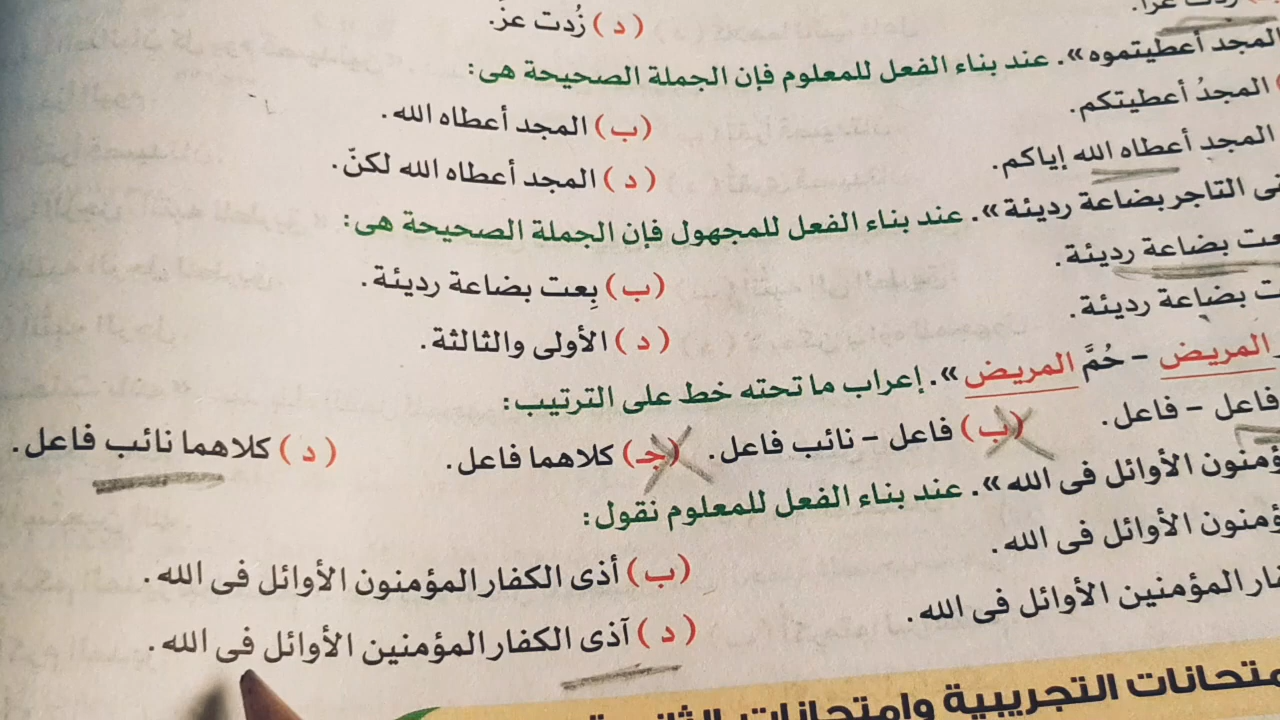 ( د ) زُدت عزّ.
المجد أعطيتموه». عند بناء الفعل للمعلوم فإن الجملة الصحيحة هى:
المجدُ أعطيتكم. (ب) المجد أعطاه الله.
المجد أعطاه الله إياكم. ( د ) المجد أعطاه الله لكنّ.
التاجر بضاعة رديئة». عند بناء الفعل للمجهول فإن الجملة الصحيحة هى:
بضاعة رديئة. (ب) بِعت بضاعة رديئة.
بضاعة رديئة. ( د ) الأولى والثالثة.
المريض – حُمَّ المريض». إعراب ما تحته خط على الترتيب:
فاعل – فاعل. (ب) فاعل – نائب فاعل. (جـ) كلاهما فاعل. ( د ) كلاهما نائب فاعل.
الأوائل فى الله». عند بناء الفعل للمعلوم نقول:
الأوائل فى الله. (ب) أذى الكفار المؤمنون الأوائل فى الله.
المؤمنين الأوائل فى الله. ( د ) آذى الكفار المؤمنين الأوائل فى الله.
التجريبية وامتحانات